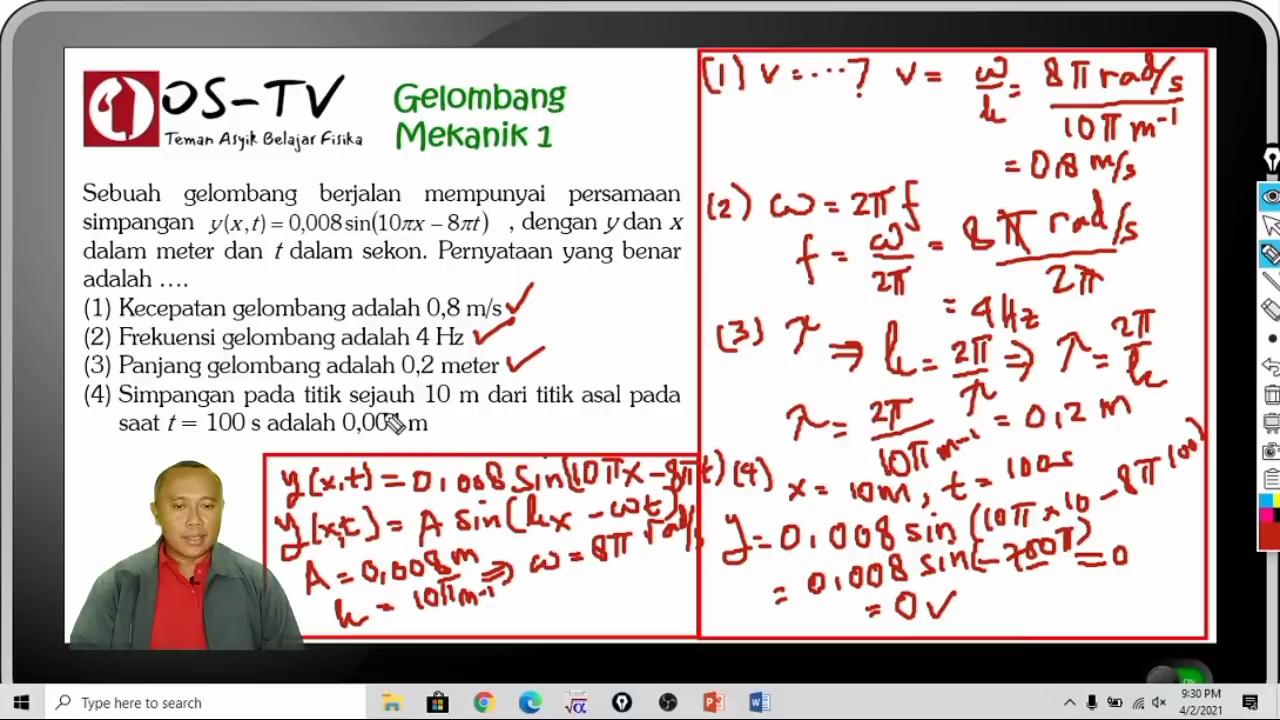 OS-TV
Teman Asyik Belajar Fisika
Gelombang
Mekanik 1
Sebuah gelombang berjalan mempunyai persamaan
simpangan y(x,t) = 0,008 sin(10πx − 8πt) , dengan y dan x
dalam meter dan t dalam sekon. Pernyataan yang benar
adalah ….
(1) Kecepatan gelombang adalah 0,8 m/s ✓
(2) Frekuensi gelombang adalah 4 Hz ✓
(3) Panjang gelombang adalah 0,2 meter ✓
(4) Simpangan pada titik sejauh 10 m dari titik asal pada
saat t = 100 s adalah 0,00 m
y(x,t) = 0,008 sin(10πx − 8πt)
y(x,t) = A sin(kx − ωt)
A = 0,008 m
k = 10π m⁻¹ ⇒ ω = 8π rad/s
(1) v = ....? v = ω/k = 8π rad/s / 10π m⁻¹
= 0,8 m/s
(2) ω = 2πf
f = ω/2π = 8π rad/s / 2π
= 4 Hz
(3) λ ⇒ k = 2π/λ ⇒ λ = 2π/k
λ = 2π / 10π m⁻¹ = 0,2 m
(4) x = 10 m, t = 100 s
y = 0,008 sin(10π × 10 − 8π 100)
= 0,008 sin(−700π) = 0
= 0 ✓
Type here to search
9:30 PM
4/2/2021